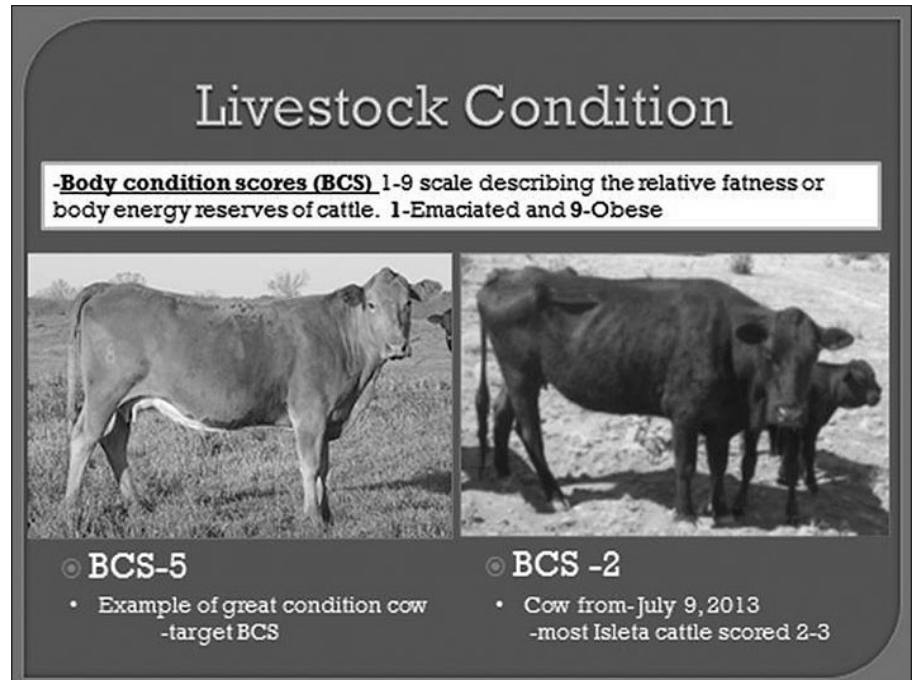 Livestock Condition
-Body condition scores (BCS) 1-9 scale describing the relative fatness or
body energy reserves of cattle. 1-Emaciated and 9-Obese
BCS-5
• Example of great condition cow
-target BCS
BCS -2
• Cow from-July 9, 2013
-most Isleta cattle scored 2-3